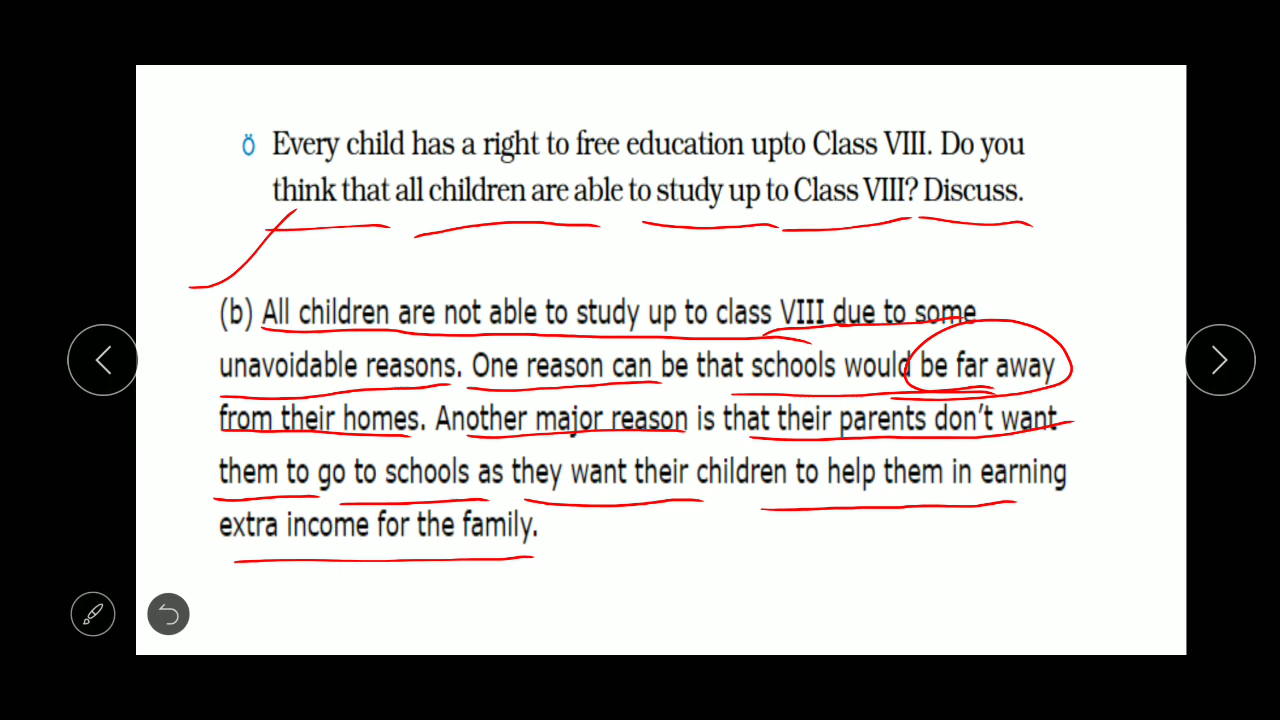 ö Every child has a right to free education upto Class VIII. Do you
think that all children are able to study up to Class VIII? Discuss.
(b) All children are not able to study up to class VIII due to some
unavoidable reasons. One reason can be that schools would be far away
from their homes. Another major reason is that their parents don't want
them to go to schools as they want their children to help them in earning
extra income for the family.